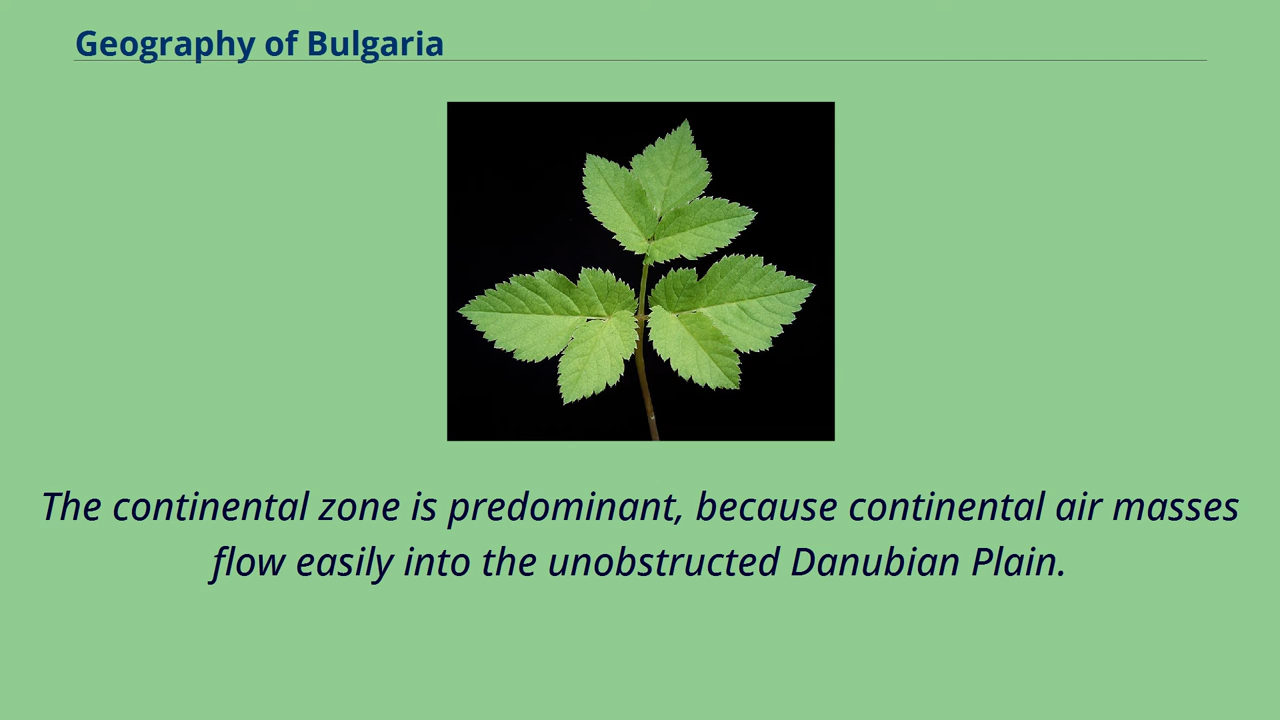 Geography of Bulgaria
The continental zone is predominant, because continental air masses
flow easily into the unobstructed Danubian Plain.